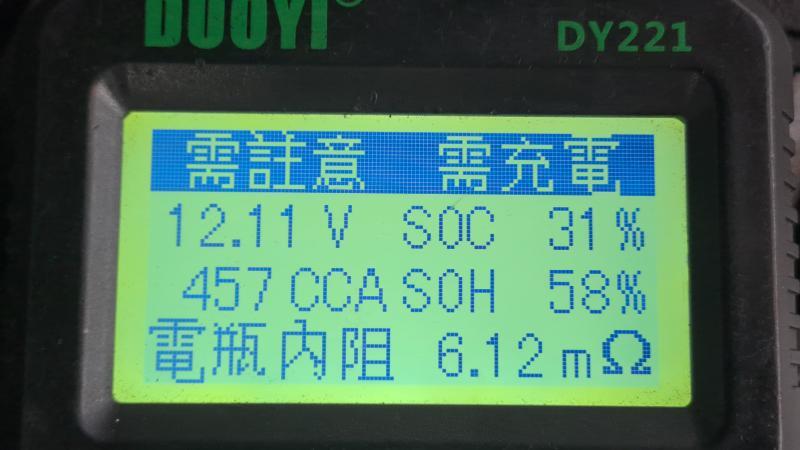 DUOYI®
DY221
需註意 需充電
12.11 V SOC 31%
457 CCA SOH 58%
電瓶內阻 6.12 mΩ